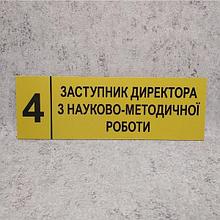 4
ЗАСТУПНИК ДИРЕКТОРА
З НАУКОВО-МЕТОДИЧНОЇ
РОБОТИ